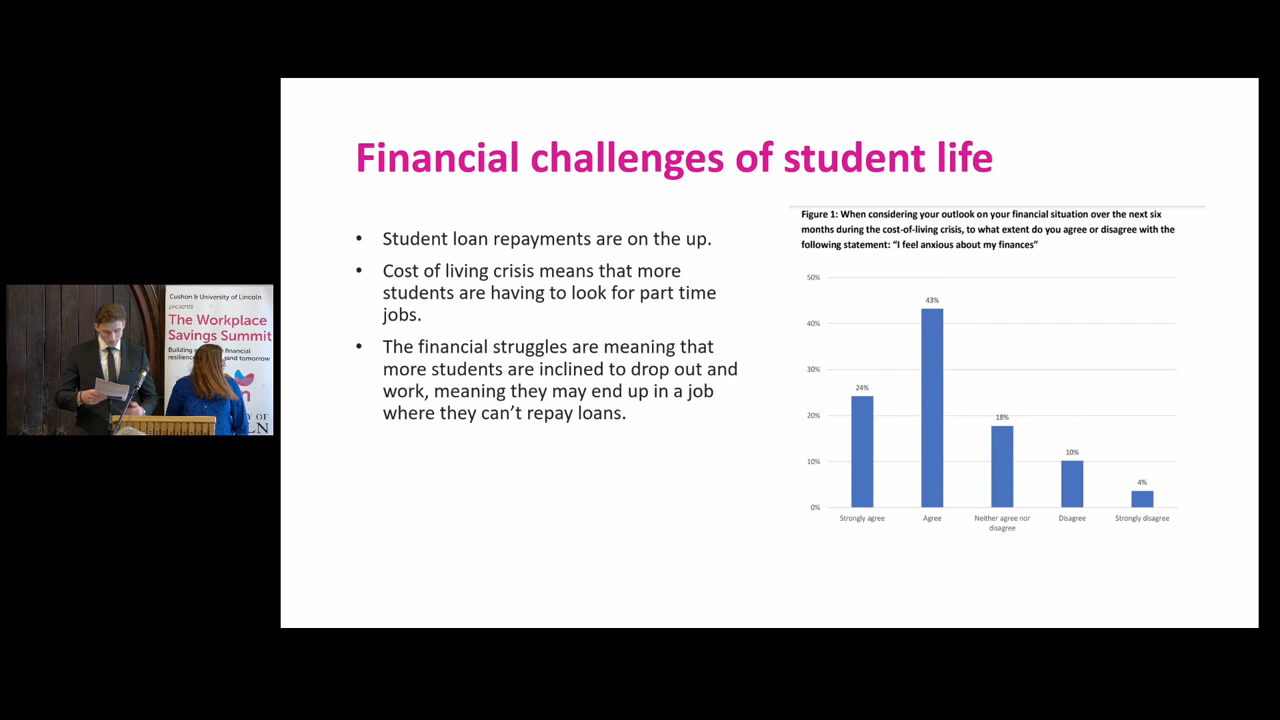 Financial challenges of student life
• Student loan repayments are on the up.
• Cost of living crisis means that more
students are having to look for part time
jobs.
• The financial struggles are meaning that
more students are inclined to drop out and
work, meaning they may end up in a job
where they can't repay loans.
Figure 1: When considering your outlook on your financial situation over the next six
months during the cost-of-living crisis, to what extent do you agree or disagree with the
following statement: "I feel anxious about my finances"
50%
40%
30%
20%
10%
0%
24%
43%
18%
10%
4%
Strongly agree
Agree
Neither agree nor
disagree
Disagree
Strongly disagree
Cushon & University of Lincoln
presents
The Workplace
Savings Summit
Building financial
resilience and tomorrow
Y OF
LN